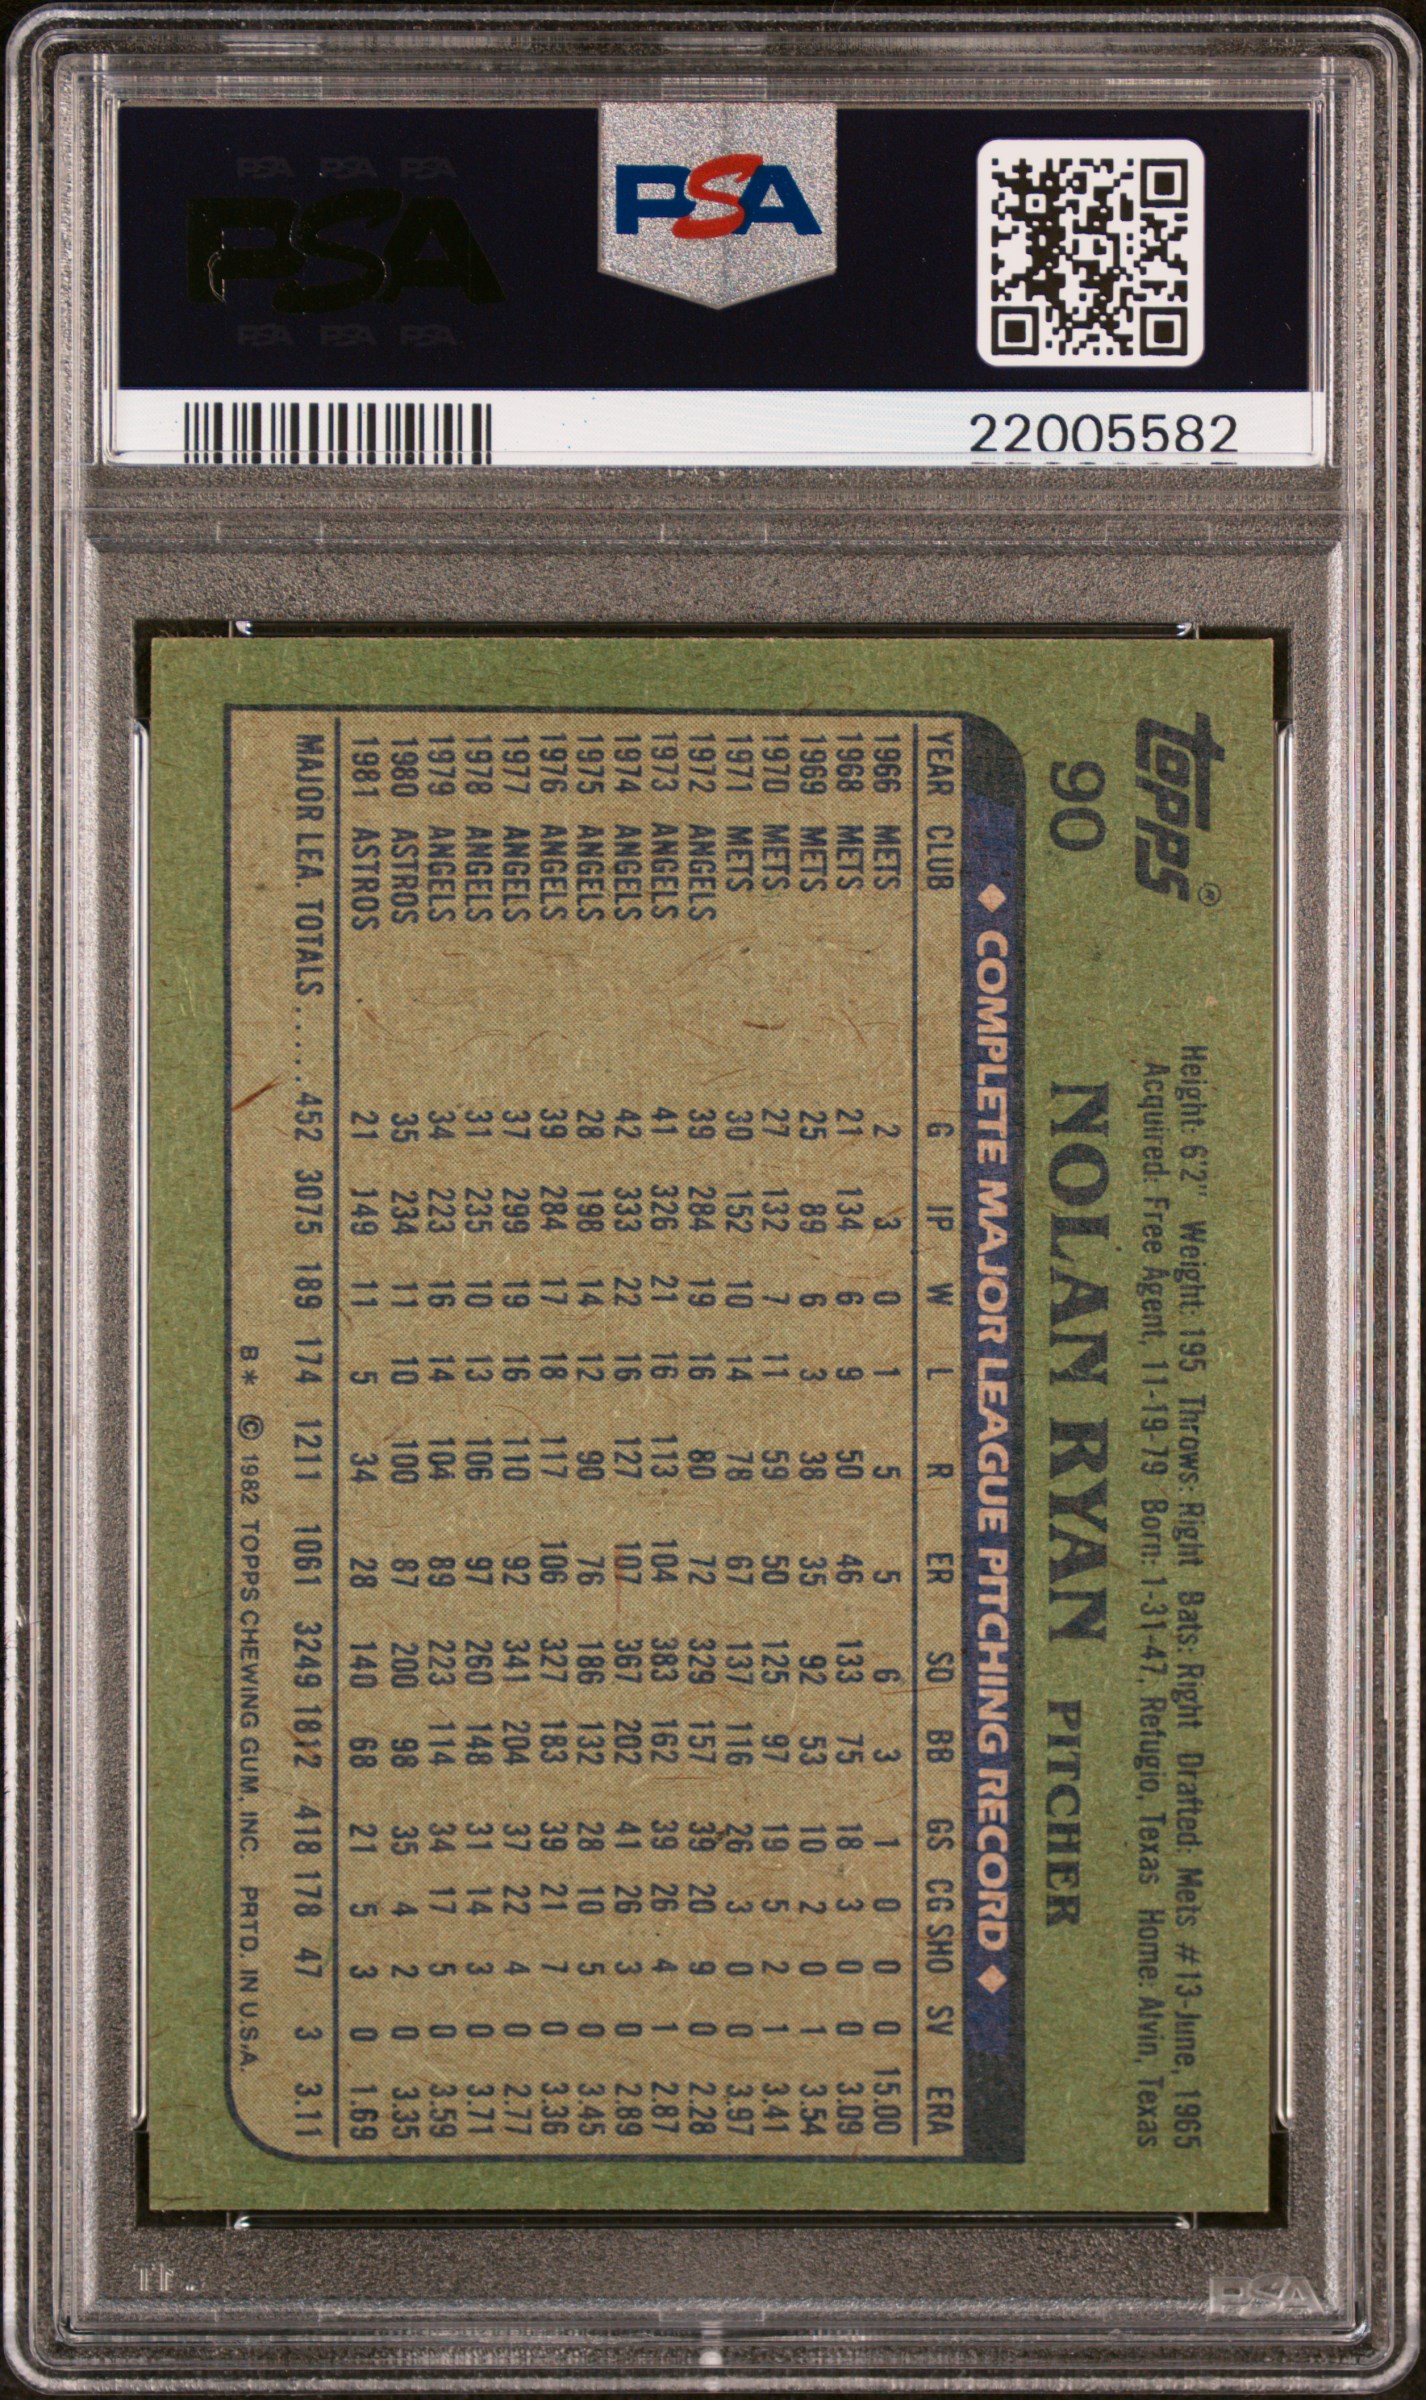 PSA PSA PSA
PSA
PSA PSA PSA
PSA
22005582
TOPPS®
90 NOLAN RYAN PITCHER
Height: 6'2" Weight: 195 Throws: Right Bats: Right Drafted: Mets #13-June, 1965
Acquired: Free Agent, 11-19-79 Born: 1-31-47, Refugio, Texas Home: Alvin, Texas
◆ COMPLETE MAJOR LEAGUE PITCHING RECORD ◆
YEAR CLUB G IP W L R ER SO BB GS CG SHO SV ERA
1966 METS 2 3 0 1 5 5 6 3 1 0 0 0 15.00
1968 METS 21 134 6 9 50 46 133 75 18 3 0 0 3.09
1969 METS 25 89 6 3 38 35 92 53 10 2 0 1 3.54
1970 METS 27 132 7 11 59 50 125 97 19 5 2 1 3.41
1971 METS 30 152 10 14 78 67 137 116 26 3 0 0 3.97
1972 ANGELS 39 284 19 16 80 72 329 157 39 20 9 0 2.28
1973 ANGELS 41 326 21 16 113 104 383 162 39 26 4 1 2.87
1974 ANGELS 42 333 22 16 127 107 367 202 41 26 3 0 2.89
1975 ANGELS 28 198 14 12 90 76 186 132 28 10 5 0 3.45
1976 ANGELS 39 284 17 18 117 106 327 183 39 21 7 0 3.36
1977 ANGELS 37 299 19 16 110 92 341 204 37 22 4 0 2.77
1978 ANGELS 31 235 10 13 106 97 260 148 31 14 3 0 3.71
1979 ANGELS 34 223 16 14 104 89 223 114 34 17 5 0 3.59
1980 ASTROS 35 234 11 10 100 87 200 98 35 4 2 0 3.35
1981 ASTROS 21 149 11 5 34 28 140 68 21 5 3 0 1.69
MAJOR LEA. TOTALS.....452 3075 189 174 1211 1061 3249 1812 418 178 47 3 3.11
B* © 1982 TOPPS CHEWING GUM, INC. PRTD. IN U.S.A.
PSA